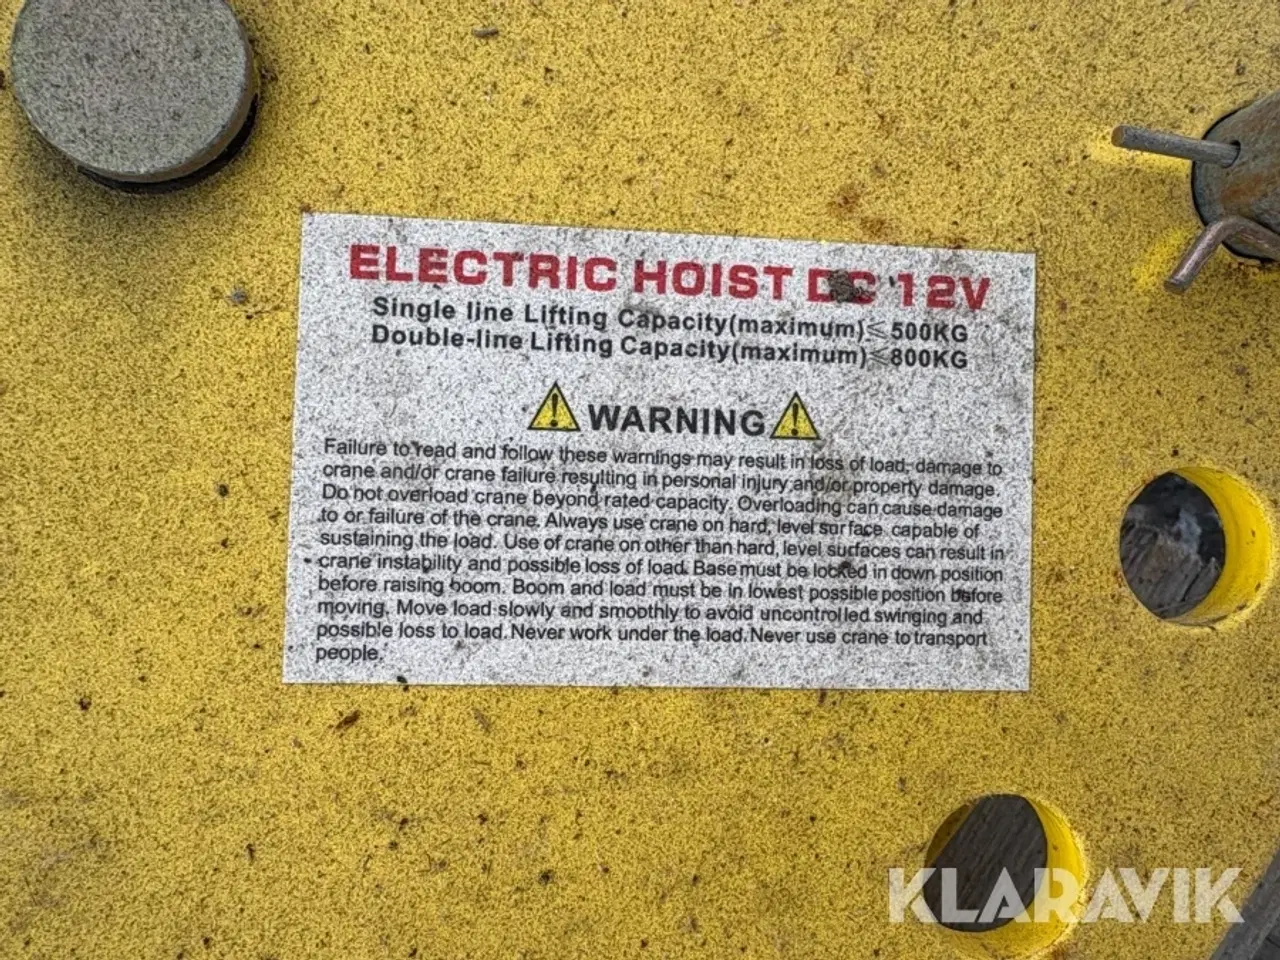 ELECTRIC HOIST DC 12V
Single line Lifting Capacity(maximum)≤500KG
Double-line Lifting Capacity(maximum)≤800KG
WARNING
Failure to read and follow these warnings may result in loss of load, damage to
crane and/or crane failure resulting in personal injury and/or property damage.
Do not overload crane beyond rated capacity. Overloading can cause damage
to or failure of the crane. Always use crane on hard, level surface capable of
sustaining the load. Use of crane on other than hard, level surfaces can result in
crane instability and possible loss of load. Base must be locked in down position
before raising boom. Boom and load must be in lowest possible position before
moving. Move load slowly and smoothly to avoid uncontrolled swinging and
possible loss to load. Never work under the load. Never use crane to transport
people.
KLARAVIK